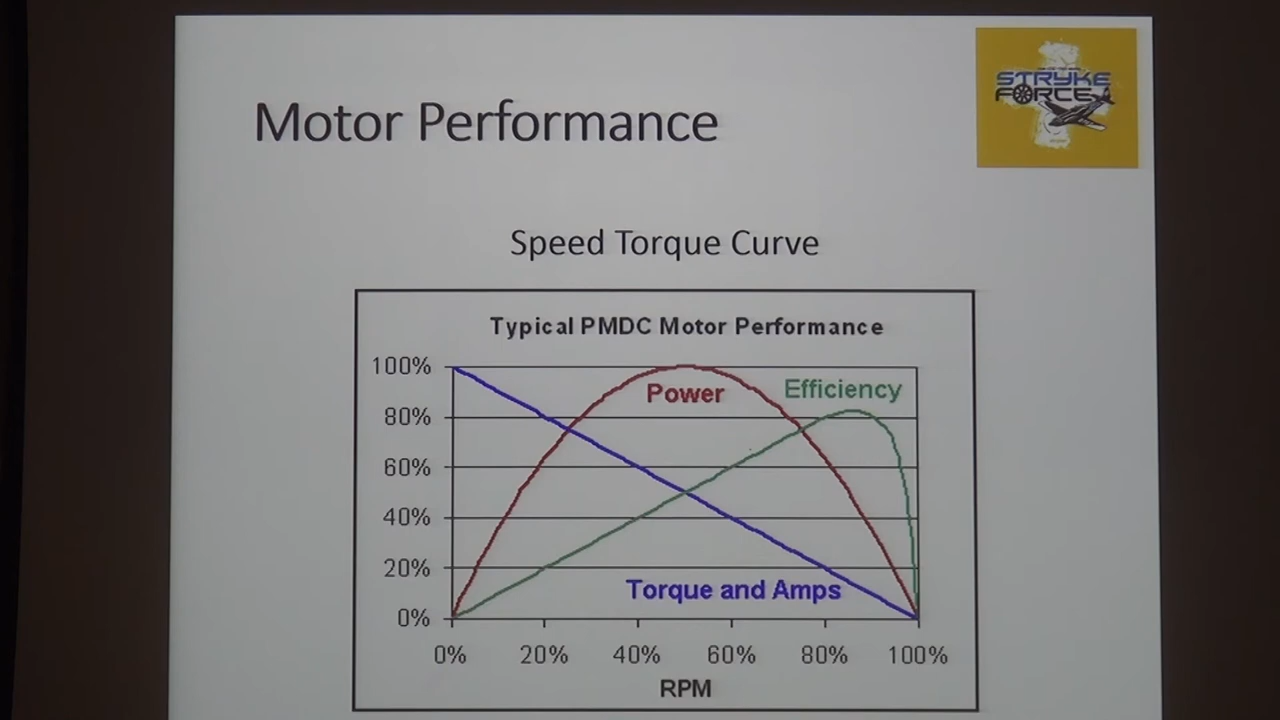 STRYKE
FORCE
Motor Performance
Speed Torque Curve
Typical PMDC Motor Performance
100%
80%
60%
40%
20%
0%
Power
Efficiency
Torque and Amps
0% 20% 40% 60% 80% 100%
RPM